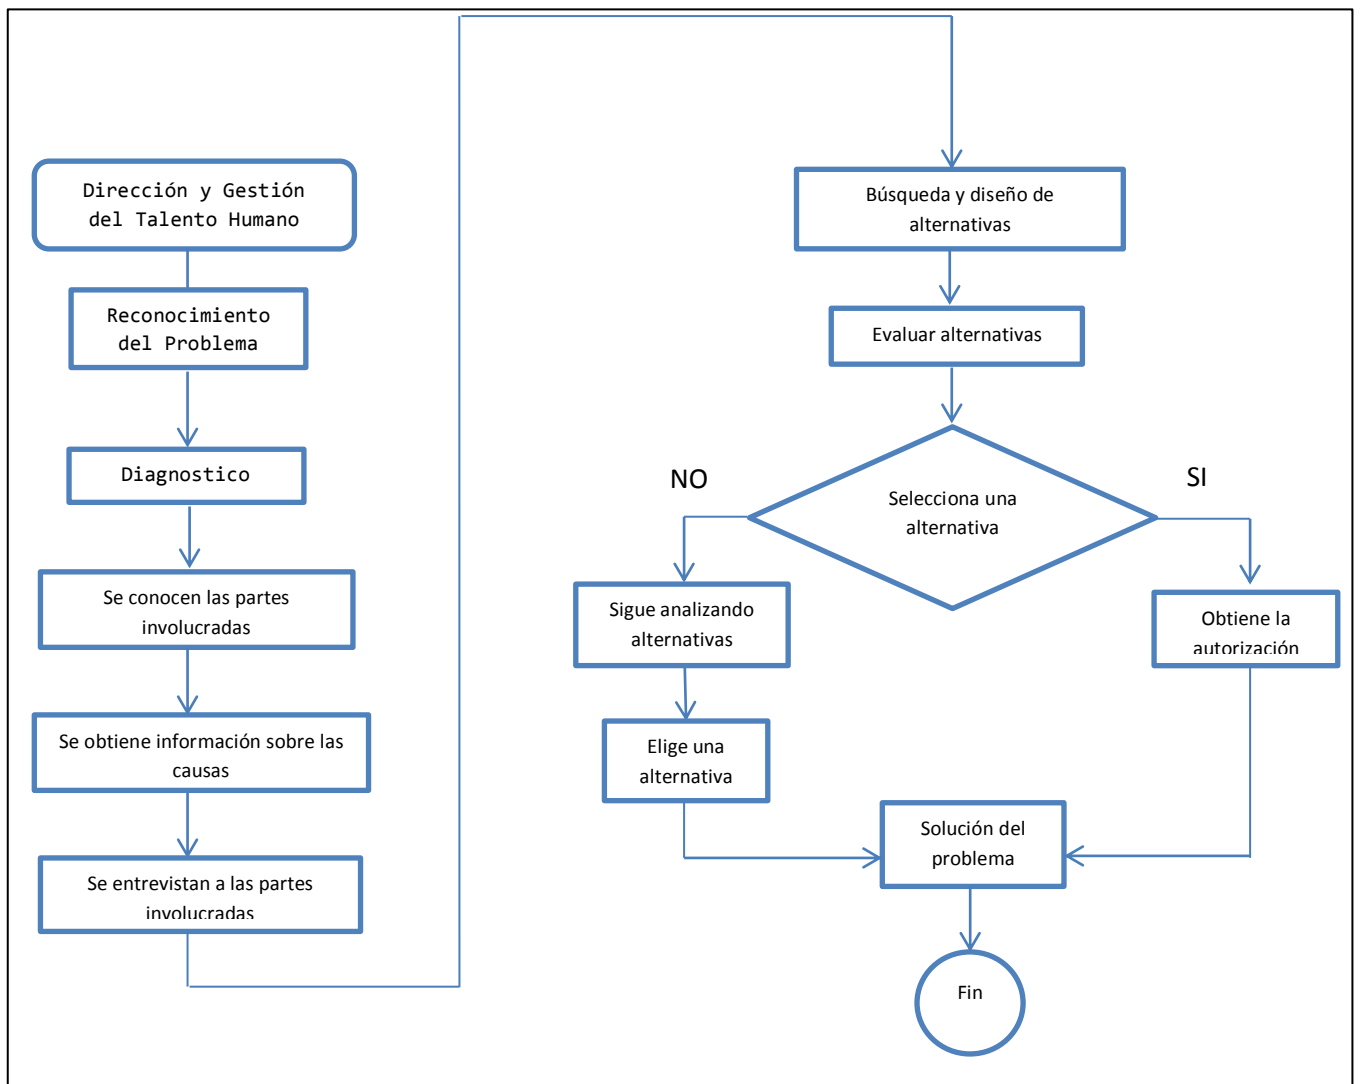 Dirección y Gestión
del Talento Humano
Reconocimiento
del Problema
Diagnostico
Se conocen las partes
involucradas
Se obtiene información sobre las
causas
Se entrevistan a las partes
involucradas
Búsqueda y diseño de
alternativas
Evaluar alternativas
Selecciona una
alternativa
NO
SI
Sigue analizando
alternativas
Elige una
alternativa
Obtiene la
autorización
Solución del
problema
Fin